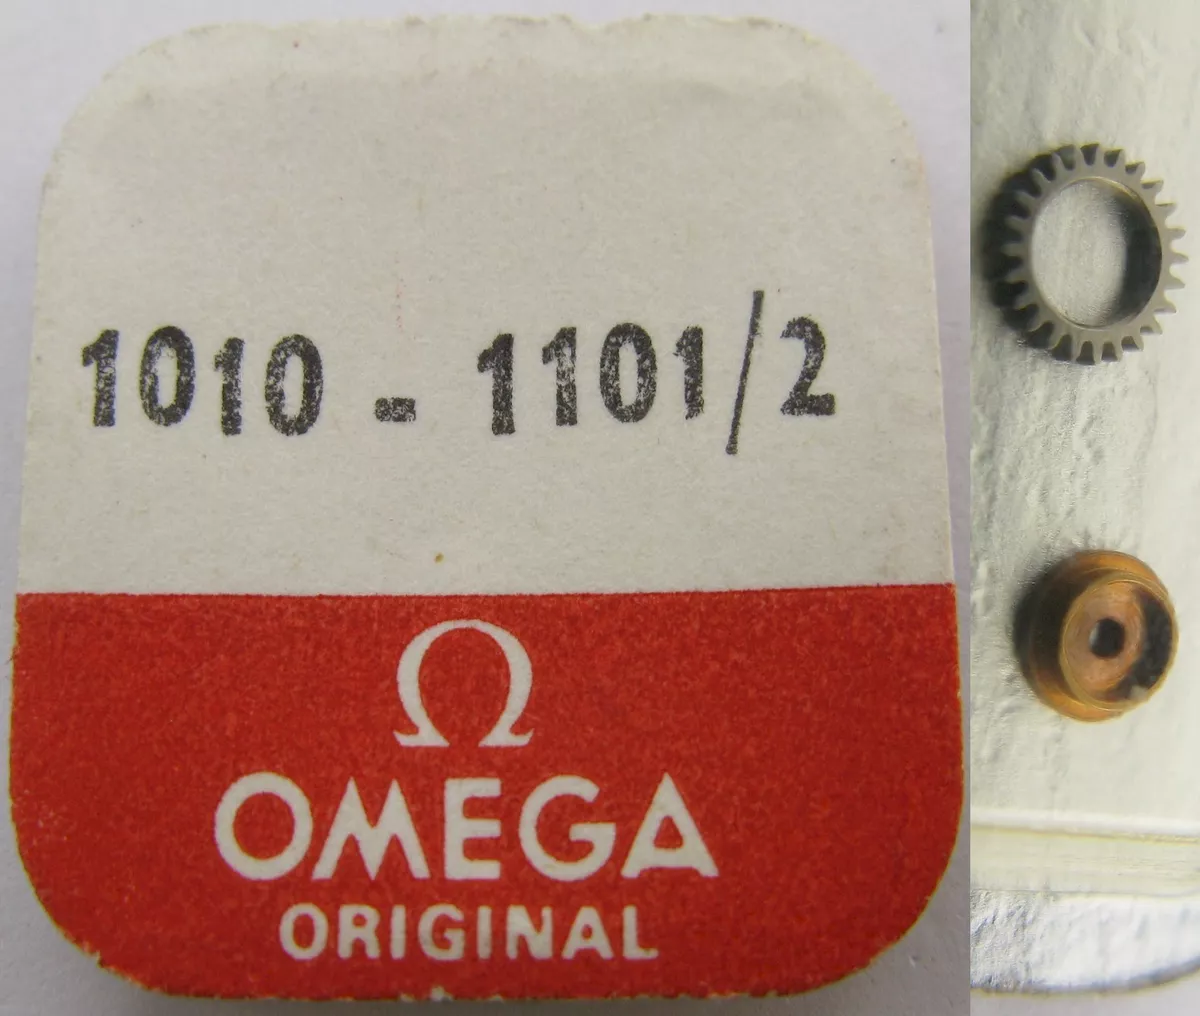 1010 - 1101/2
Ω
OMEGA
ORIGINAL